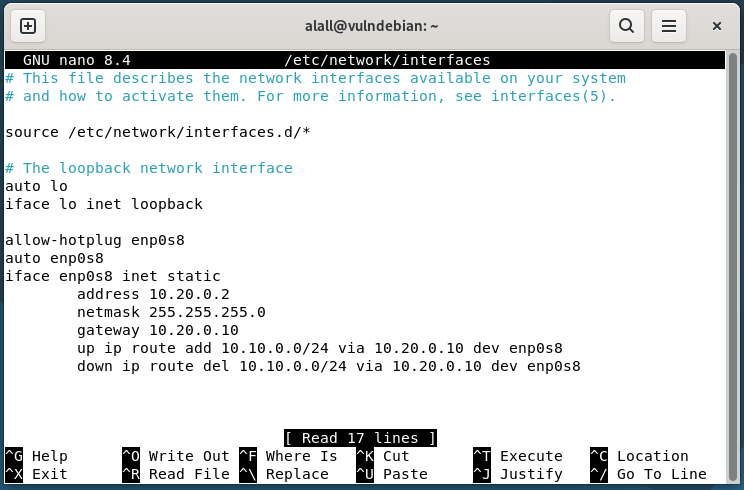 alall@vulndebian: ~
GNU nano 8.4 /etc/network/interfaces
# This file describes the network interfaces available on your system
# and how to activate them. For more information, see interfaces(5).
source /etc/network/interfaces.d/*
# The loopback network interface
auto lo
iface lo inet loopback
allow-hotplug enp0s8
auto enp0s8
iface enp0s8 inet static
address 10.20.0.2
netmask 255.255.255.0
gateway 10.20.0.10
up ip route add 10.10.0.0/24 via 10.20.0.10 dev enp0s8
down ip route del 10.10.0.0/24 via 10.20.0.10 dev enp0s8
[ Read 17 lines ]
^G Help ^O Write Out ^F Where Is ^K Cut ^T Execute ^C Location
^X Exit ^R Read File ^\ Replace ^U Paste ^J Justify ^/ Go To Line